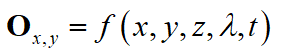 O_{x,y} = f(x, y, z, λ, t)